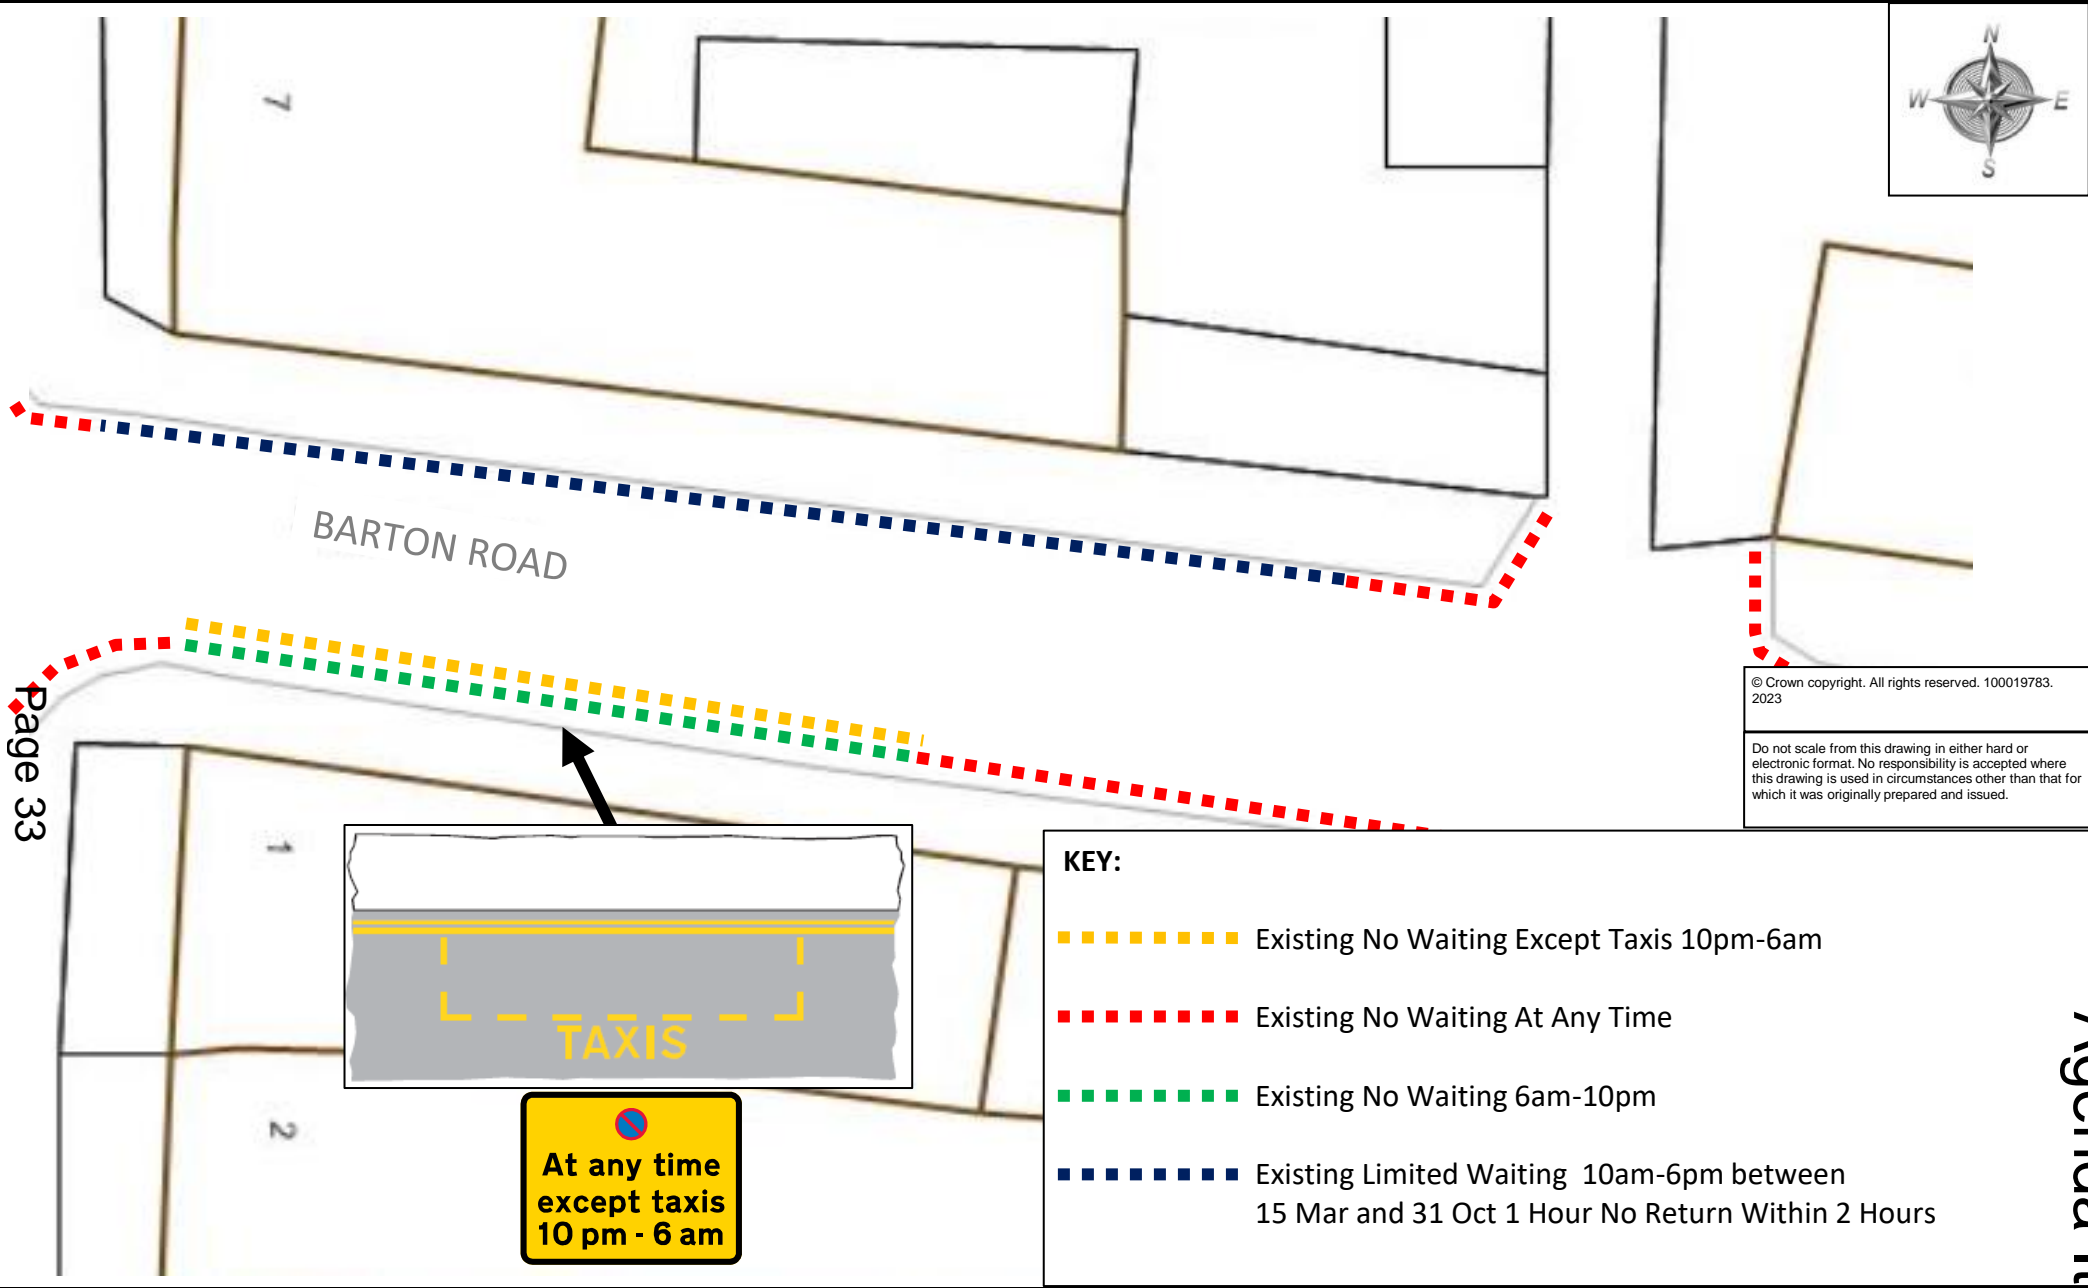 N
W E
S
7
BARTON ROAD
© Crown copyright. All rights reserved. 100019783.
2023
Do not scale from this drawing in either hard or
electronic format. No responsibility is accepted where
this drawing is used in circumstances other than that for
which it was originally prepared and issued.
Page 33
1
2
TAXIS
At any time
except taxis
10 pm - 6 am
KEY:
Existing No Waiting Except Taxis 10pm-6am
Existing No Waiting At Any Time
Existing No Waiting 6am-10pm
Existing Limited Waiting 10am-6pm between
15 Mar and 31 Oct 1 Hour No Return Within 2 Hours
Agenda